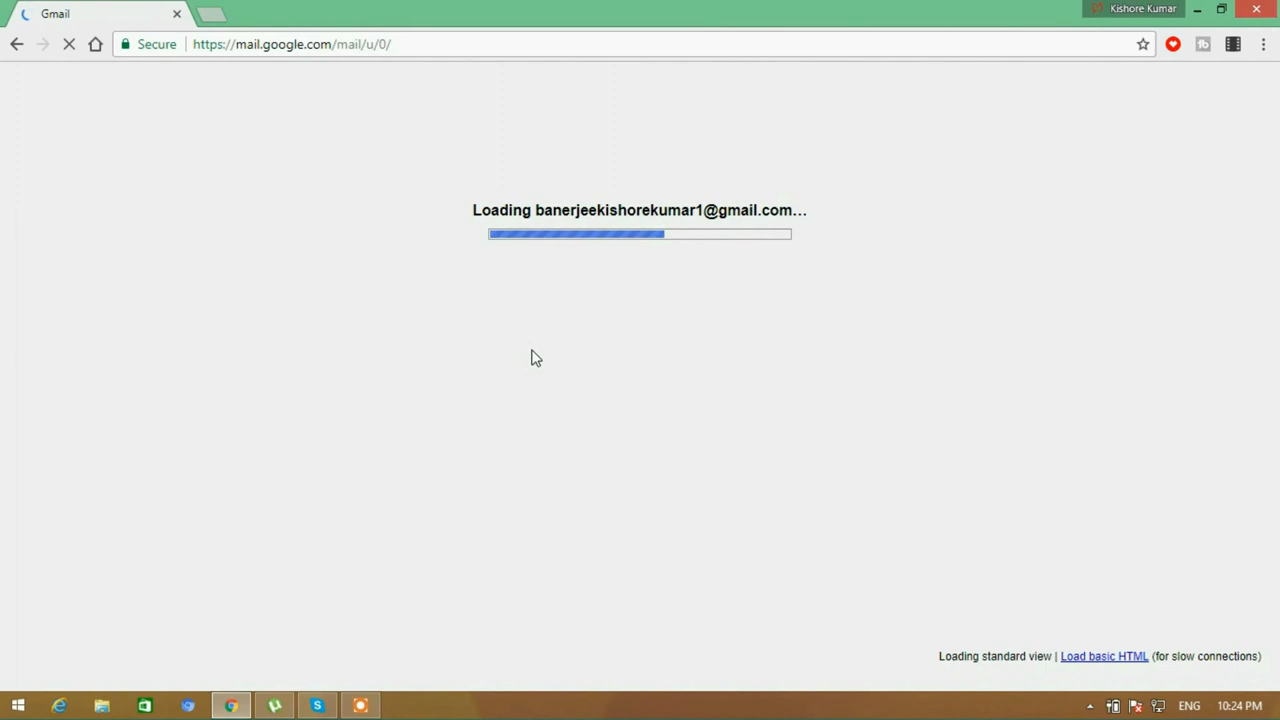 Gmail
Kishore Kumar
Secure
https://mail.google.com/mail/u/0/
Loading banerjeekishorekumar1@gmail.com...
Loading standard view | Load basic HTML (for slow connections)
ENG
10:24 PM